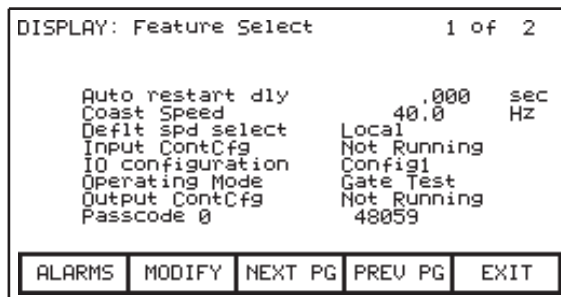 DISPLAY: Feature Select 1 of 2
Auto restart dly .000 sec
Coast Speed 40.0 Hz
Deflt spd select Local
Input ContCfg Not Running
IO configuration Config1
Operating Mode Gate Test
Output ContCfg Not Running
Passcode 0 48059
ALARMS MODIFY NEXT PG PREV PG EXIT